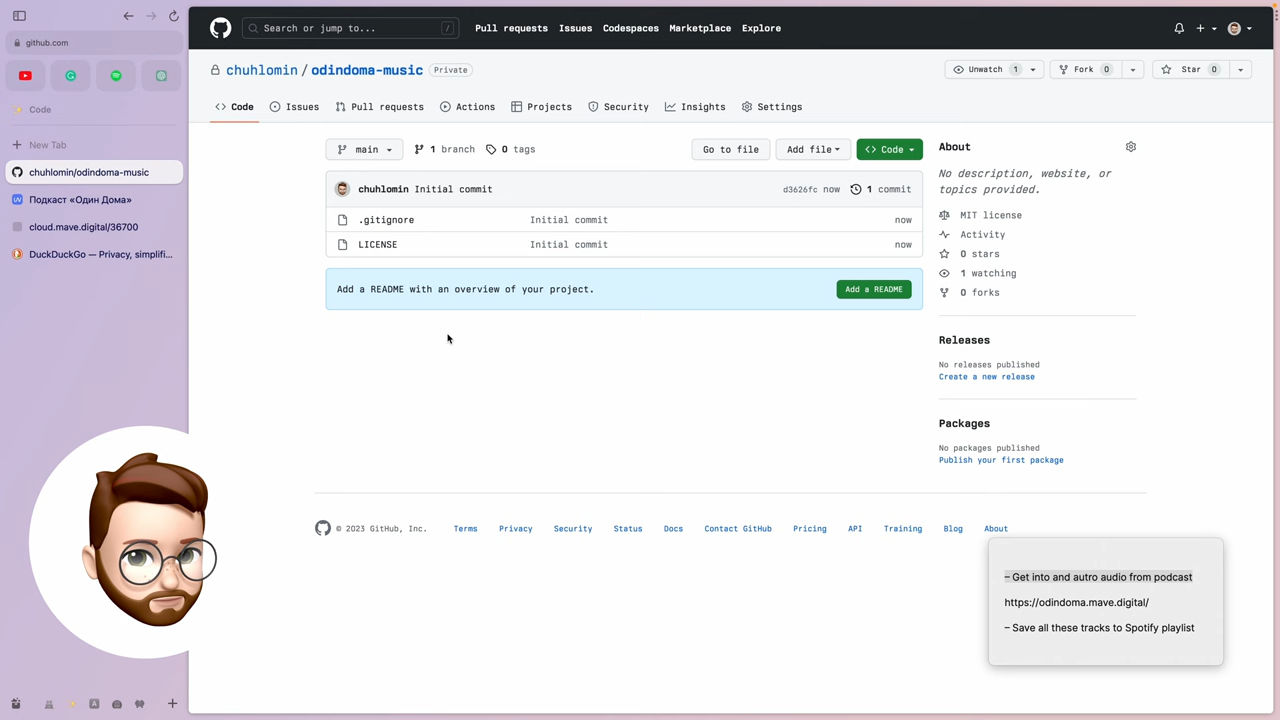 github.com
Code
New Tab
chuhlomin/odindoma-music
Подкаст «Один Дома»
cloud.mave.digital/36700
DuckDuckGo — Privacy, simplifi...
Search or jump to...
/
Pull requests
Issues
Codespaces
Marketplace
Explore
chuhlomin / odindoma-music
Private
Unwatch 1
Fork 0
Star 0
Code
Issues
Pull requests
Actions
Projects
Security
Insights
Settings
main
1 branch
0 tags
Go to file
Add file
Code
chuhlomin Initial commit
d3626fc now
1 commit
.gitignore
Initial commit
now
LICENSE
Initial commit
now
Add a README with an overview of your project.
Add a README
About
No description, website, or
topics provided.
MIT license
Activity
0 stars
1 watching
0 forks
Releases
No releases published
Create a new release
Packages
No packages published
Publish your first package
© 2023 GitHub, Inc.
Terms
Privacy
Security
Status
Docs
Contact GitHub
Pricing
API
Training
Blog
About
– Get into and autro audio from podcast
https://odindoma.mave.digital/
– Save all these tracks to Spotify playlist